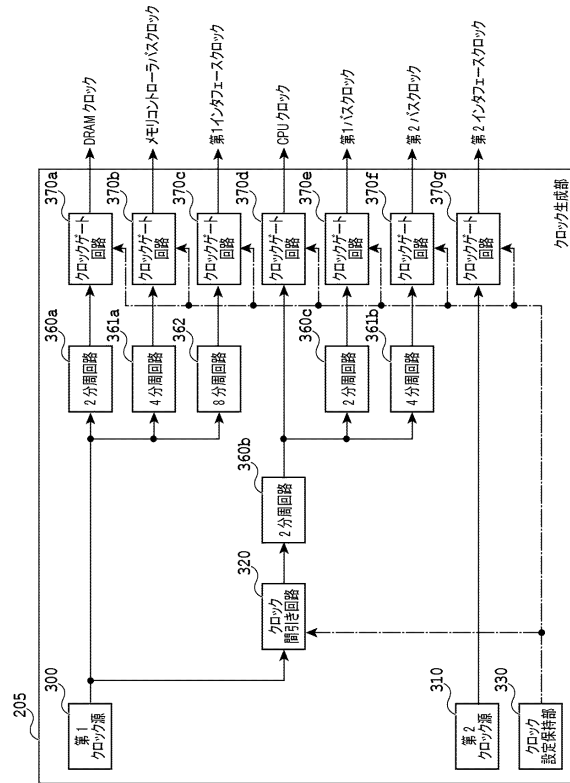 205
300
第1
クロック源
310
第2
クロック源
330
クロック
設定保持部
320
クロック
間引き回路
360b
2分周回路
360a
2分周回路
361a
4分周回路
362
8分周回路
360c
2分周回路
361b
4分周回路
370a
クロックゲート
回路
370b
クロックゲート
回路
370c
クロックゲート
回路
370d
クロックゲート
回路
370e
クロックゲート
回路
370f
クロックゲート
回路
370g
クロックゲート
回路
DRAMクロック
メモリコントローラバスクロック
第1インタフェースクロック
CPUクロック
第1バスクロック
第2バスクロック
第2インタフェースクロック
クロック生成部